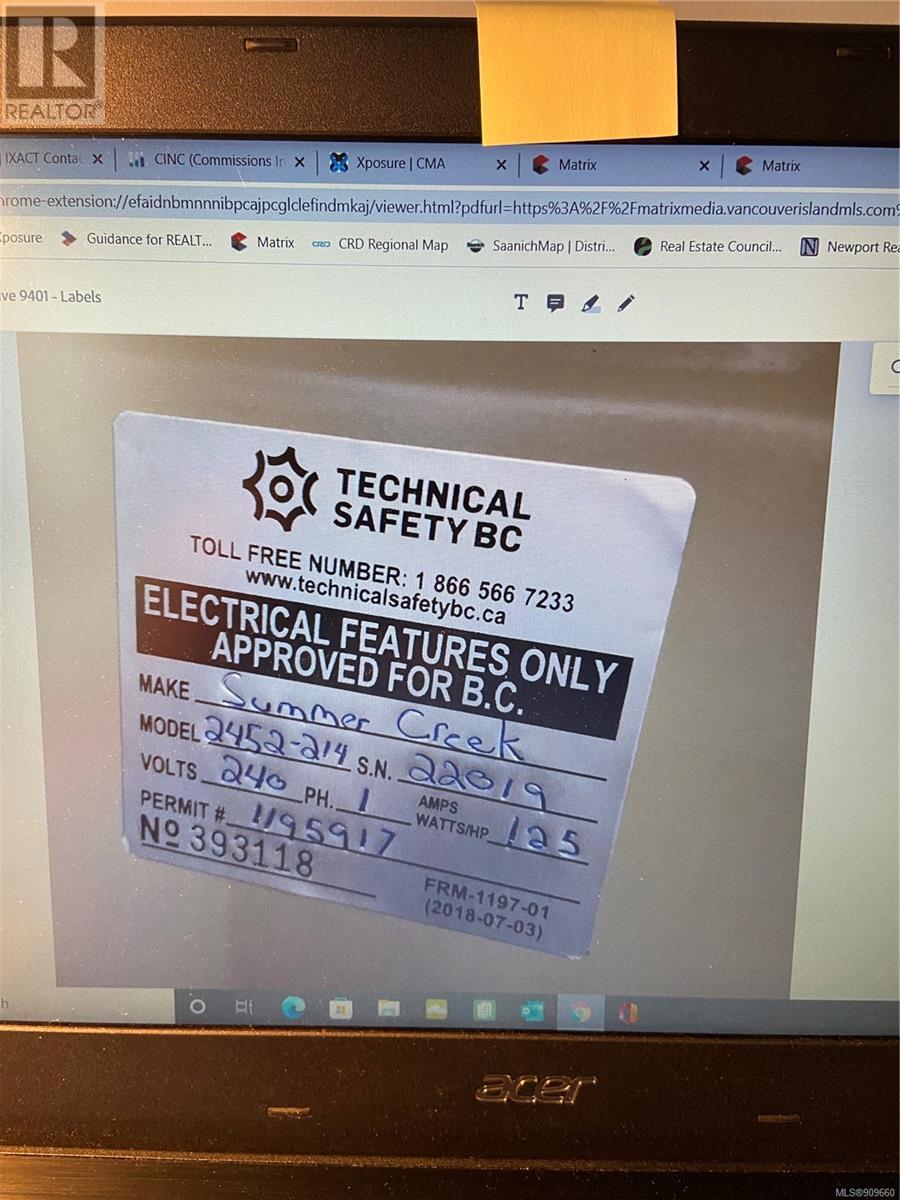 REALTOR®
IXACT Conta
CINC (Commissions In
Xposure | CMA
Matrix
Matrix
hrome-extension://efaidnbmnnnibpcajpcglclefindmkaj/viewer.html?pdfurl=https%3A%2F%2Fmatrixmedia.vancouverislandmls.com%
xposure
Guidance for REALT...
Matrix
CRD
CRD Regional Map
SaanichMap | Distri...
Real Estate Council...
N
Newport Rea
ve 9401 - Labels
T
TECHNICAL
SAFETY BC
TOLL FREE NUMBER: 1 866 566 7233
www.technicalsafetybc.ca
ELECTRICAL FEATURES ONLY
APPROVED FOR B.C.
MAKE Summer Creek
MODEL 2452-214 S.N. 22019
VOLTS 240 PH. 1 AMPS WATTS/HP 125
PERMIT # 1195917
Nº 393118
FRM-1197-01
(2018-07-03)
acer
MLS®909660